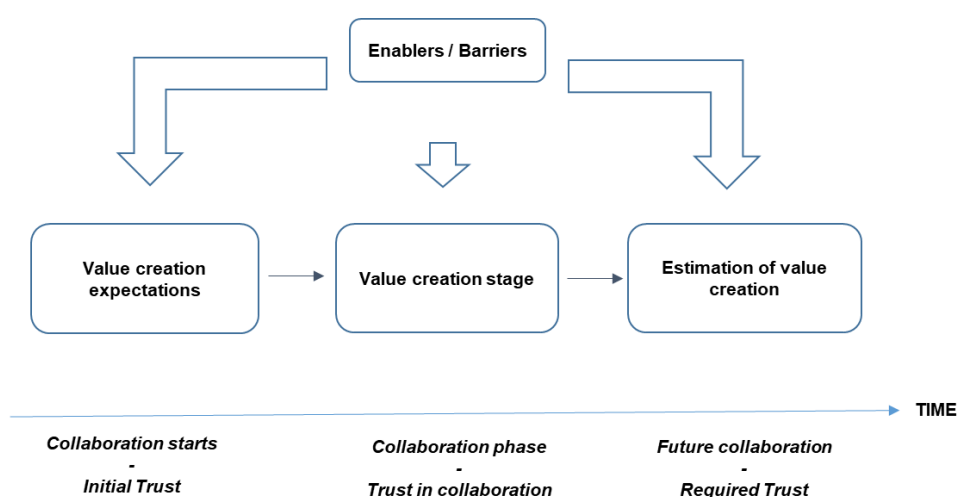 Enablers / Barriers
Value creation
expectations
Value creation stage
Estimation of value
creation
TIME
Collaboration starts
-
Initial Trust
Collaboration phase
-
Trust in collaboration
Future collaboration
-
Required Trust